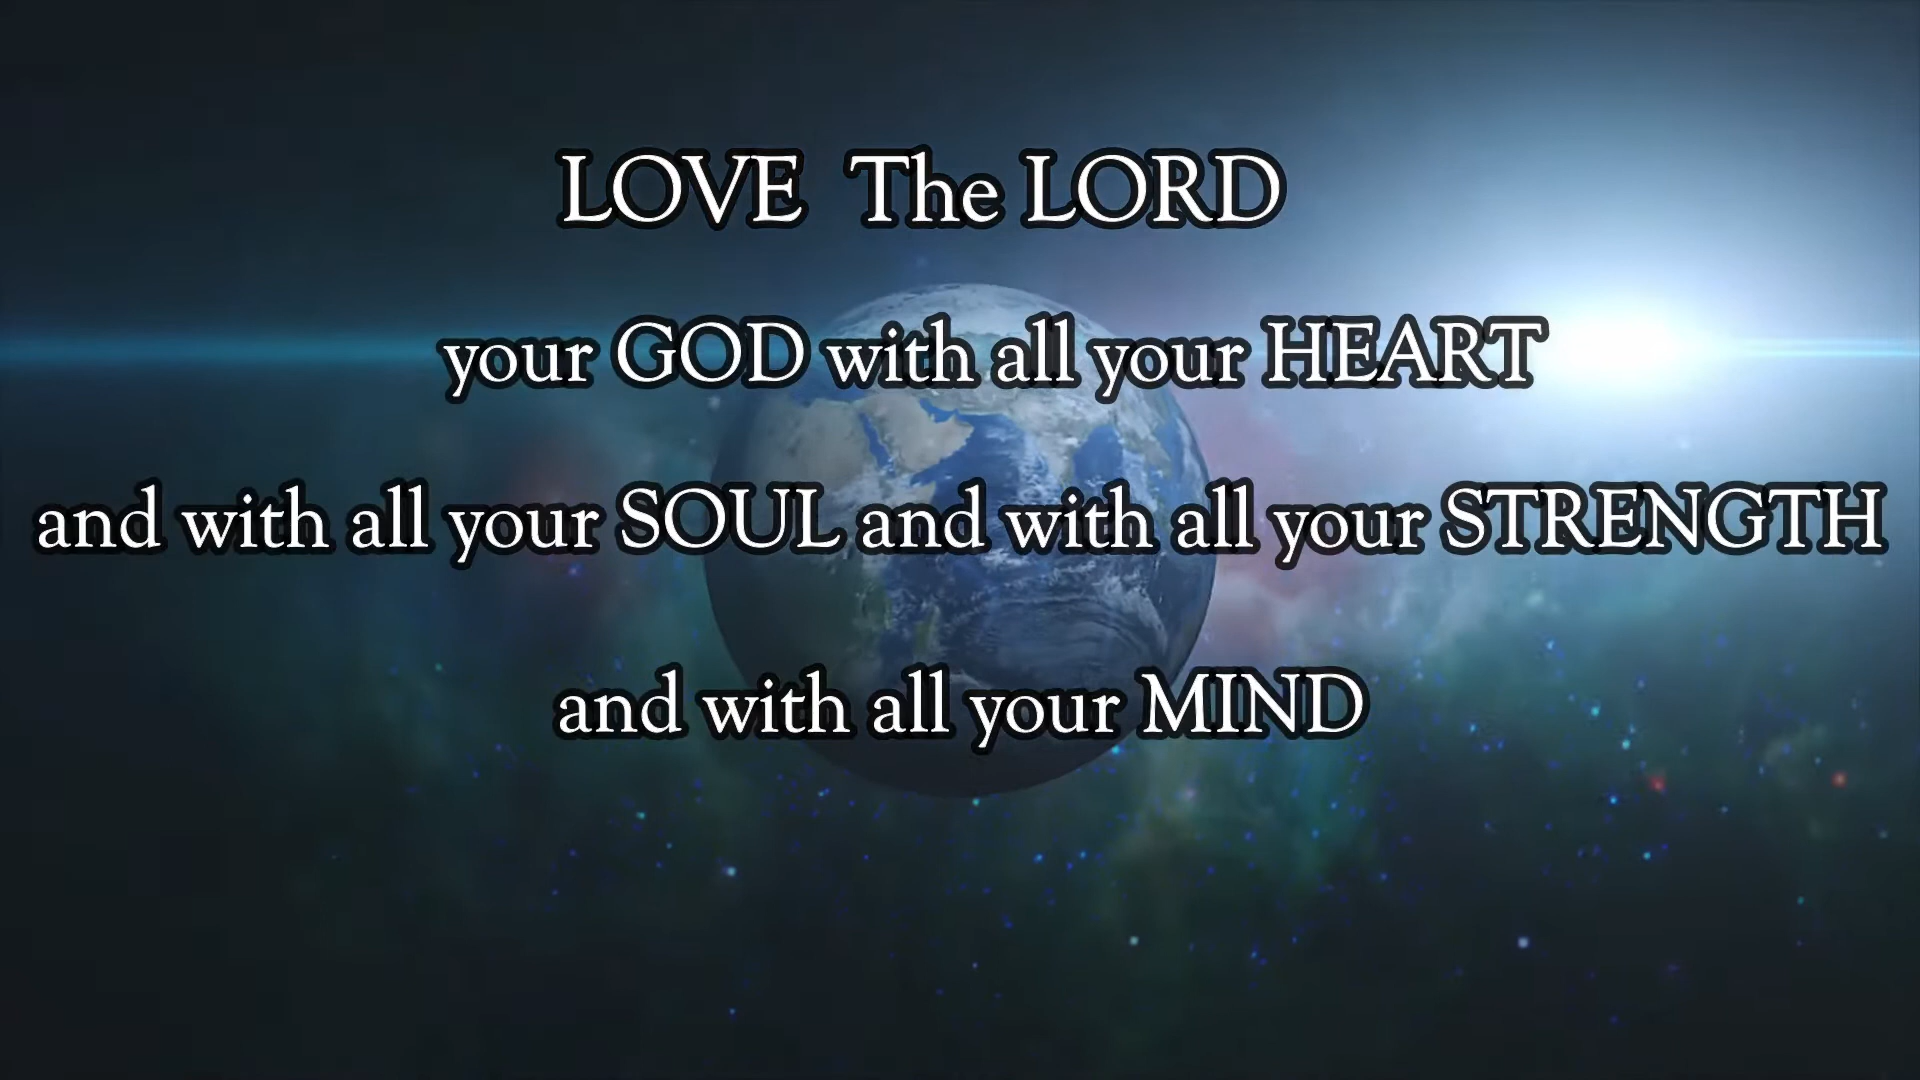 LOVE The LORD
your GOD with all your HEART
and with all your SOUL and with all your STRENGTH
and with all your MIND